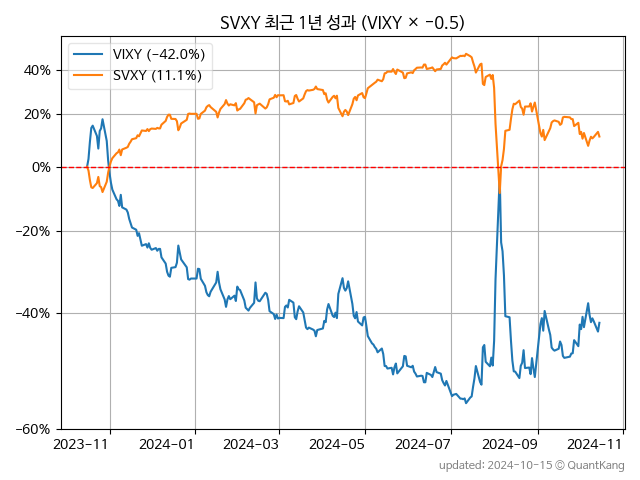 SVXY 최근 1년 성과 (VIXY × −0.5)
VIXY (−42.0%)
SVXY (11.1%)
40%
20%
0%
−20%
−40%
−60%
2023−11 2024−01 2024−03 2024−05 2024−07 2024−09 2024−11
updated: 2024-10-15 © QuantKang